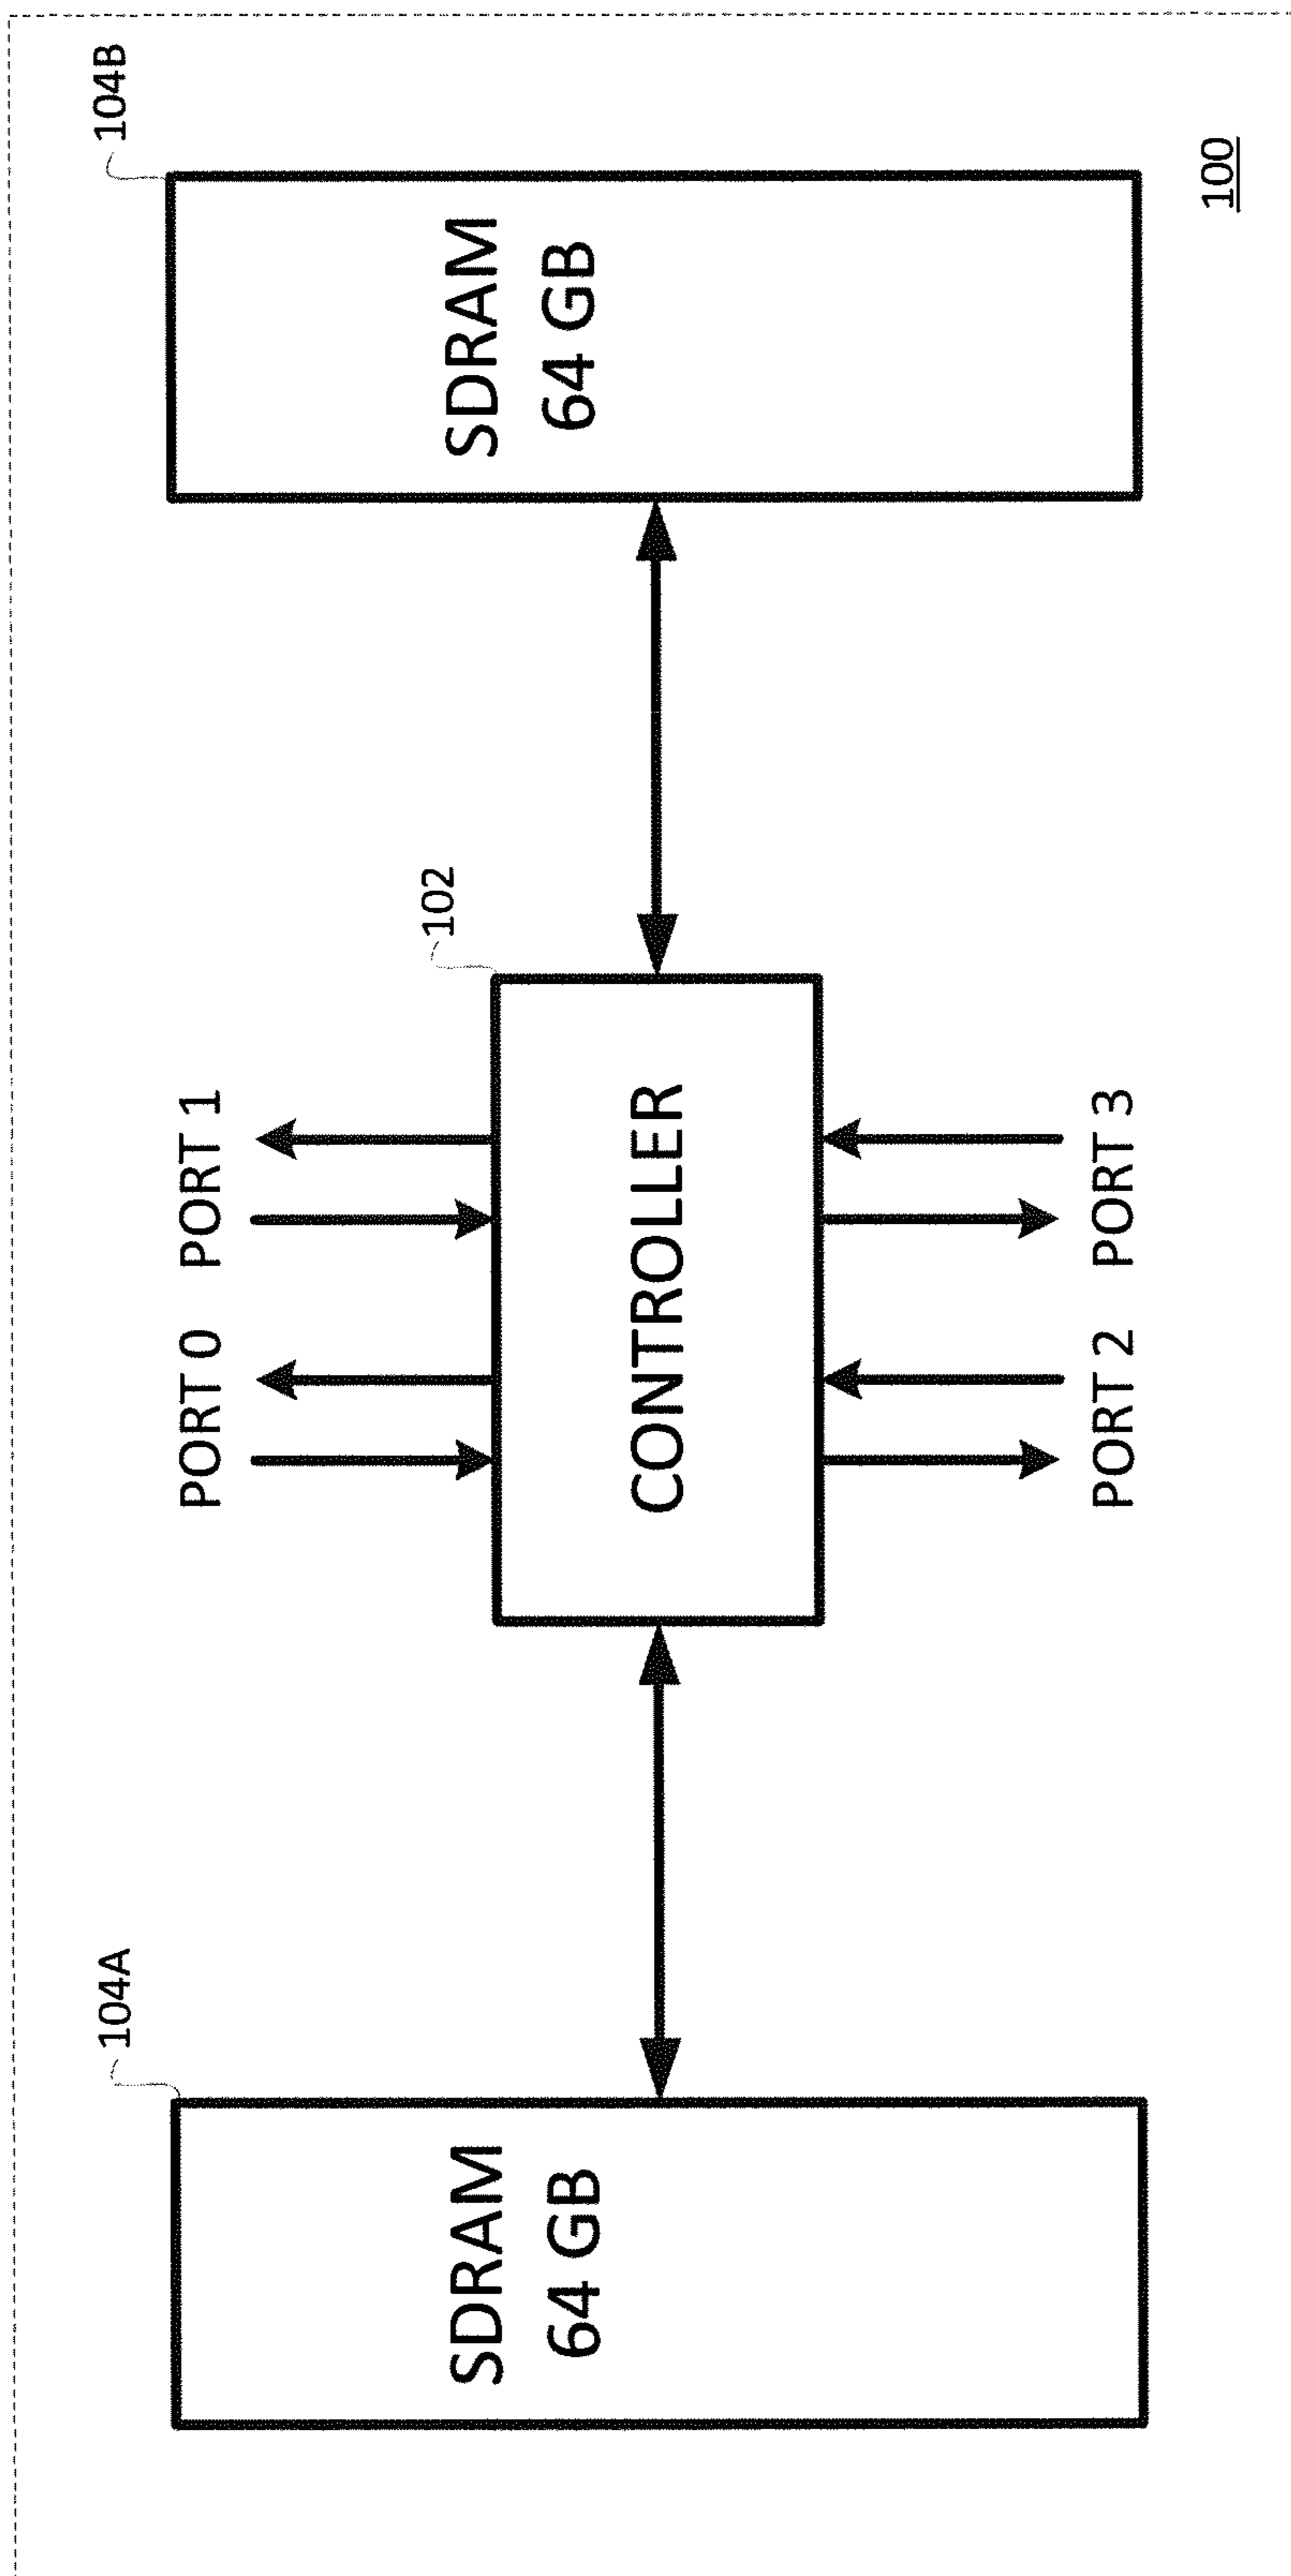 104A
104B
PORT 0
PORT 1
102
SDRAM
64 GB
CONTROLLER
SDRAM
64 GB
PORT 2
PORT 3
100